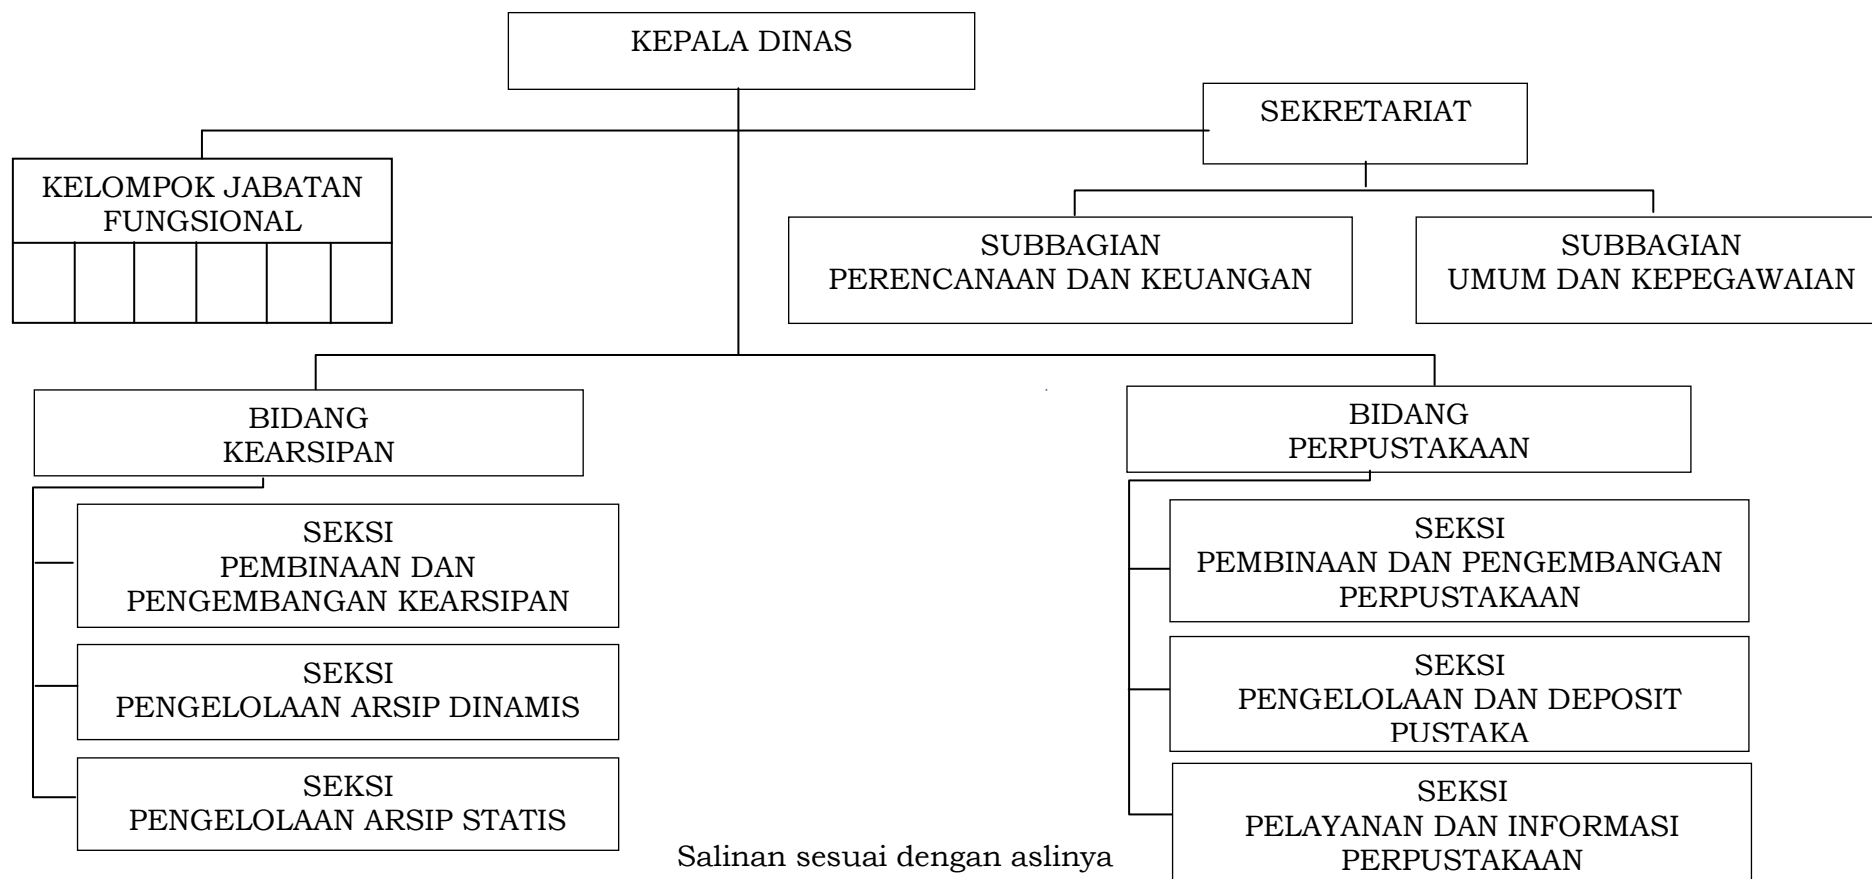 KEPALA DINAS
SEKRETARIAT
KELOMPOK JABATAN
FUNGSIONAL
SUBBAGIAN
PERENCANAAN DAN KEUANGAN
SUBBAGIAN
UMUM DAN KEPEGAWAIAN
BIDANG
KEARSIPAN
SEKSI
PEMBINAAN DAN
PENGEMBANGAN KEARSIPAN
SEKSI
PENGELOLAAN ARSIP DINAMIS
SEKSI
PENGELOLAAN ARSIP STATIS
BIDANG
PERPUSTAKAAN
SEKSI
PEMBINAAN DAN PENGEMBANGAN
PERPUSTAKAAN
SEKSI
PENGELOLAAN DAN DEPOSIT
PUSTAKA
SEKSI
PELAYANAN DAN INFORMASI
PERPUSTAKAAN
Salinan sesuai dengan aslinya